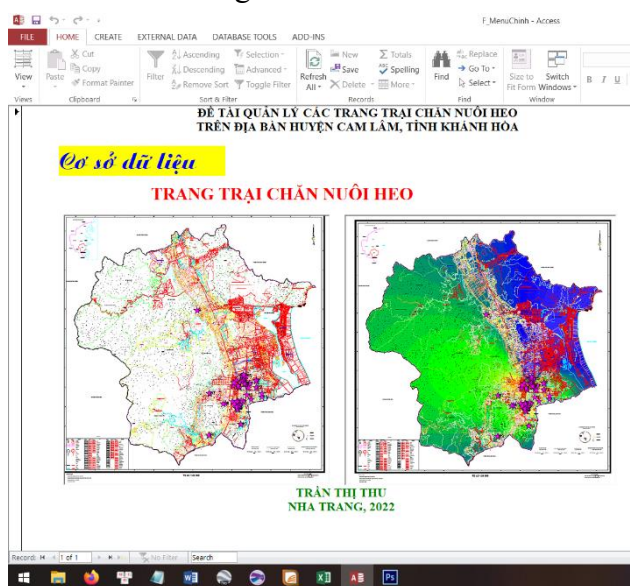 F_MenuChinh - Access
FILE HOME CREATE EXTERNAL DATA DATABASE TOOLS ADD-INS
View
Views
Paste
Cut
Copy
Format Painter
Clipboard
Filter
Ascending
Descending
Remove Sort
Selection
Advanced
Toggle Filter
Sort & Filter
Refresh All
New
Save
Delete
Totals
Spelling
More
Records
Find
Replace
Go To
Select
Find
Size to Fit Form
Switch Windows
Window
B I U
ĐỀ TÀI QUẢN LÝ CÁC TRANG TRẠI CHĂN NUÔI HEO
TRÊN ĐỊA BÀN HUYỆN CAM LÂM, TỈNH KHÁNH HÒA
Cơ sở dữ liệu
TRANG TRẠI CHĂN NUÔI HEO
TRẦN THỊ THU
NHA TRANG, 2022
Record: 1 of 1 No Filter Search